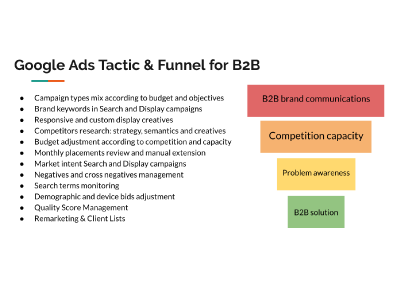 Google Ads Tactic & Funnel for B2B
● Campaign types mix according to budget and objectives
● Brand keywords in Search and Display campaigns
● Responsive and custom display creatives
● Competitors research: strategy, semantics and creatives
● Budget adjustment according to competition and capacity
● Monthly placements review and manual extension
● Market intent Search and Display campaigns
● Negatives and cross negatives management
● Search terms monitoring
● Demographic and device bids adjustment
● Quality Score Management
● Remarketing & Client Lists
B2B brand communications
Competition capacity
Problem awareness
B2B solution